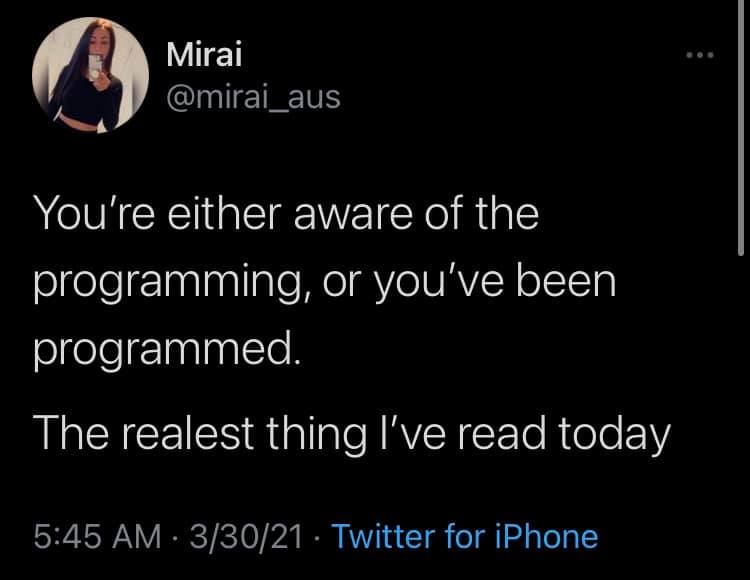 Mirai
@mirai_aus
You’re either aware of the
programming, or you’ve been
programmed.
The realest thing I’ve read today
5:45 AM · 3/30/21 · Twitter for iPhone